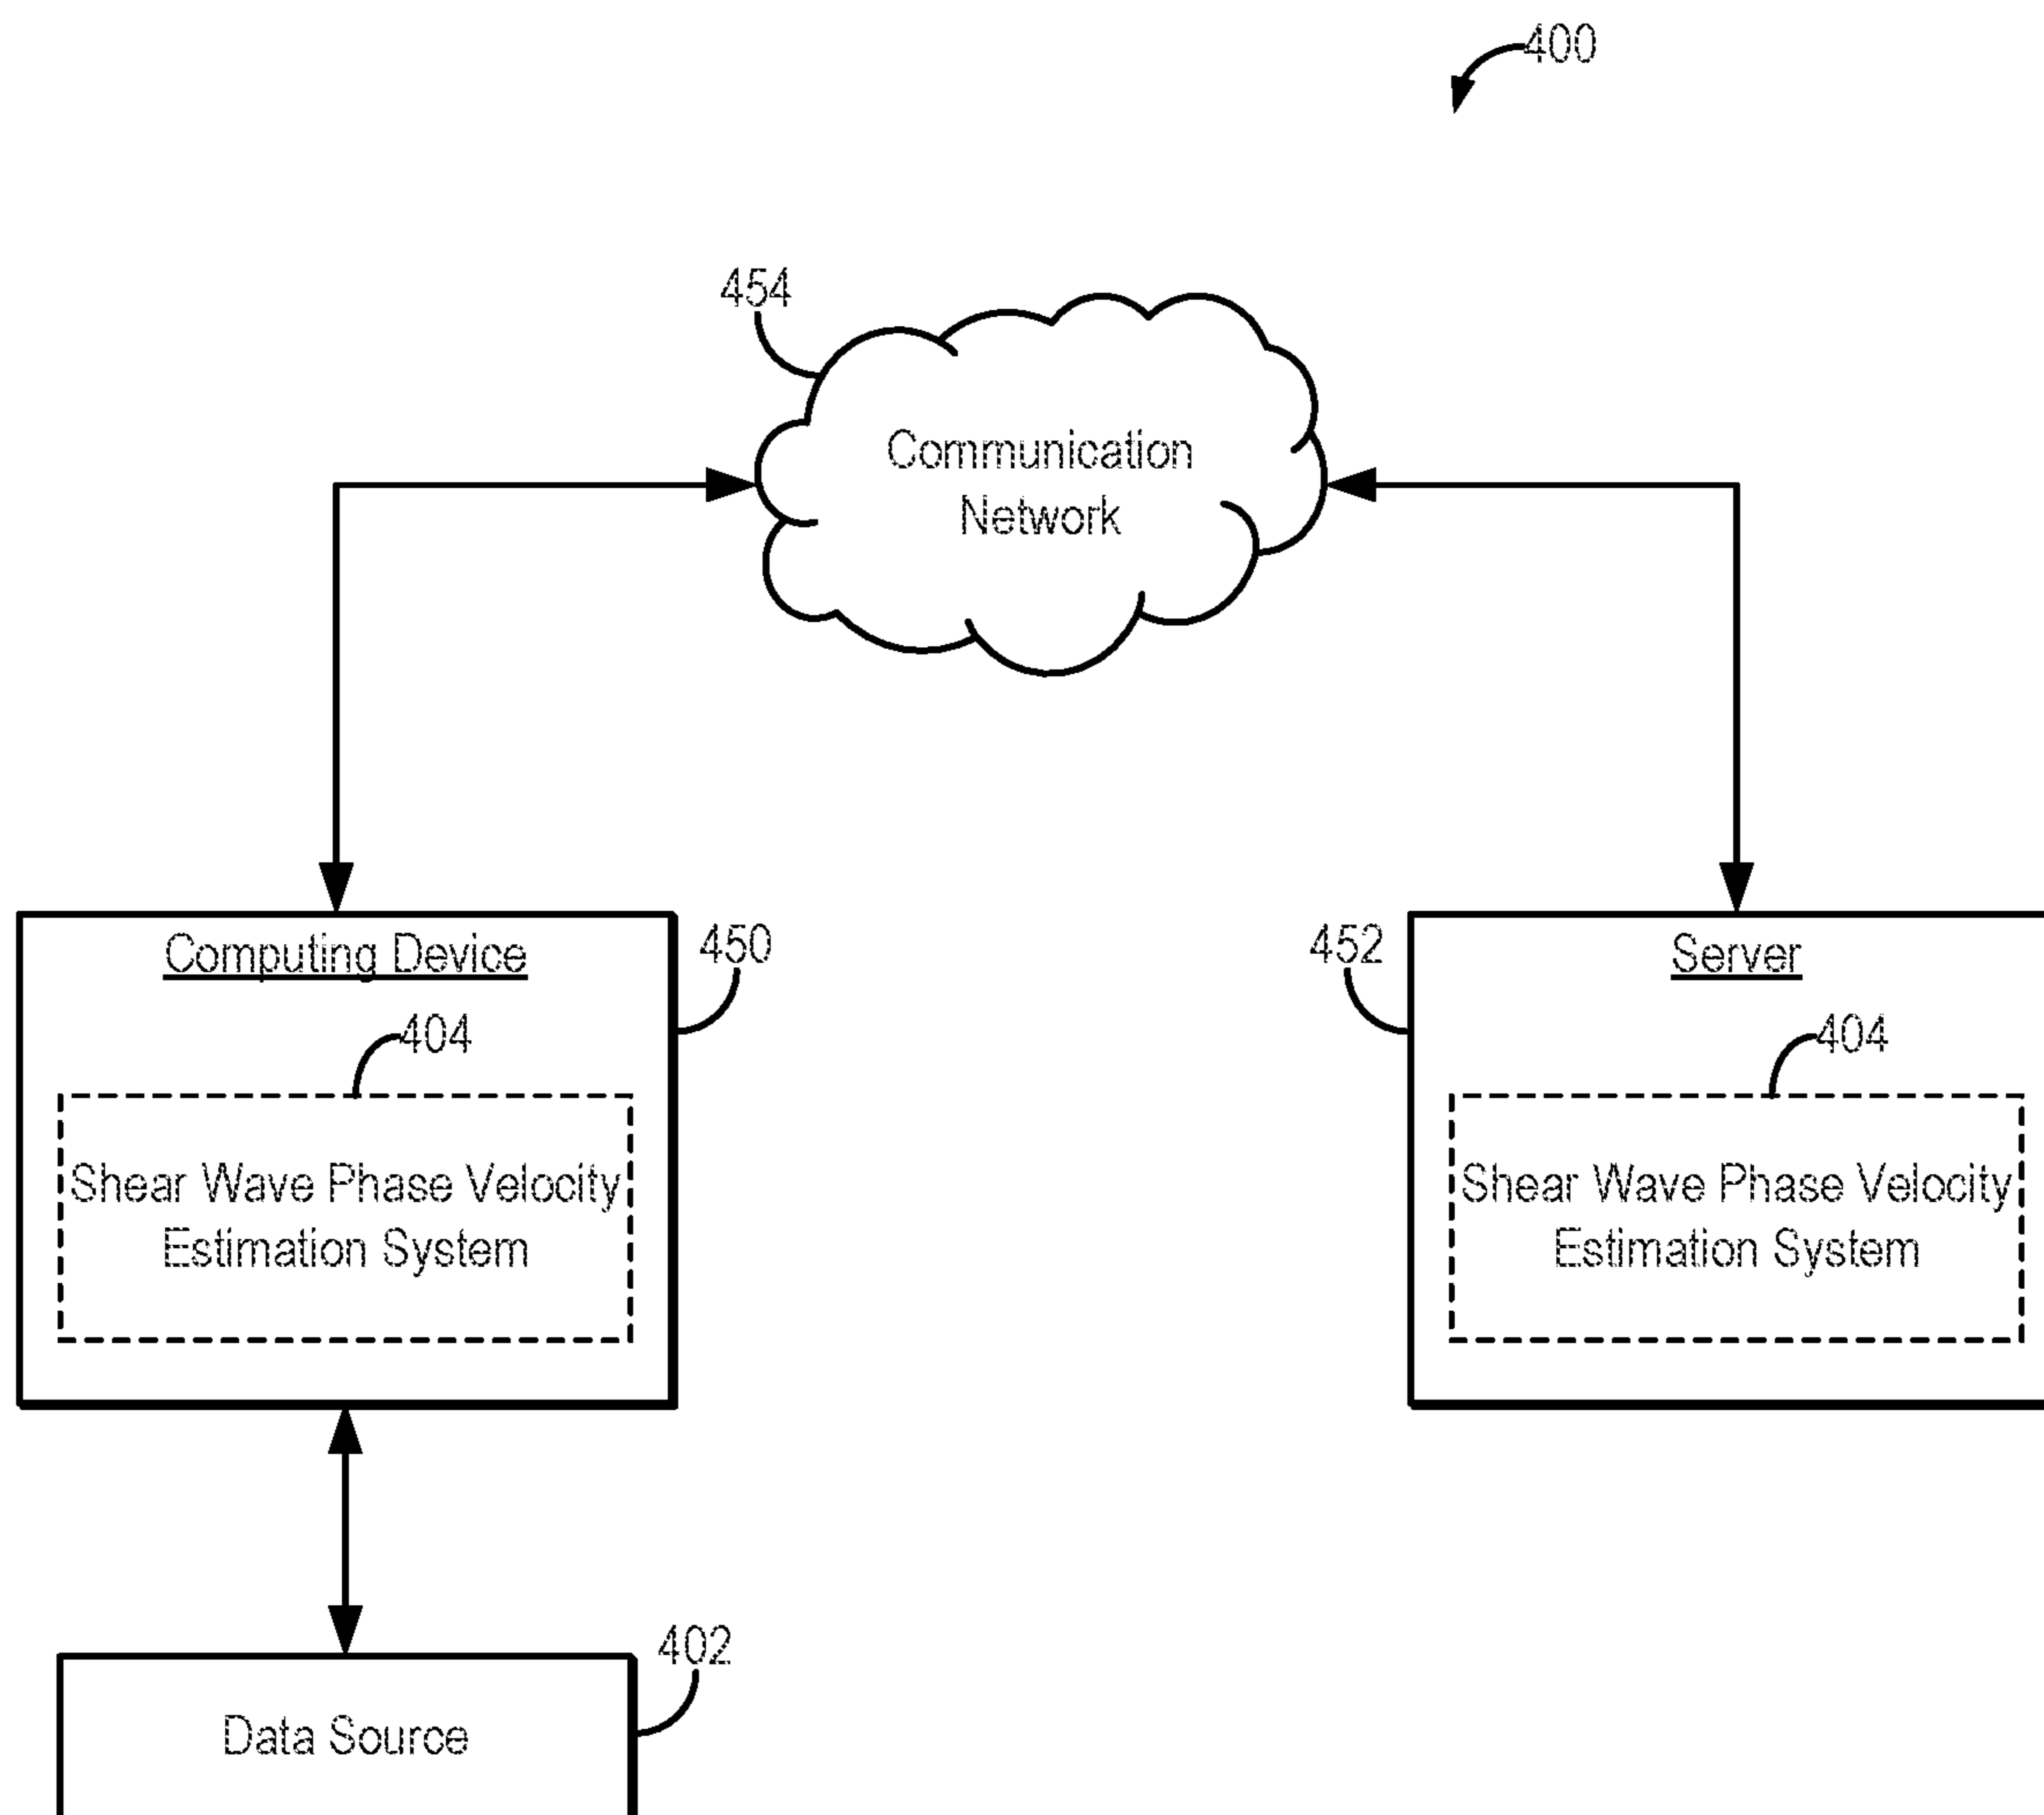 400
454
Communication
Network
Computing Device
450
452
Server
404
404
Shear Wave Phase Velocity
Estimation System
Shear Wave Phase Velocity
Estimation System
402
Data Source